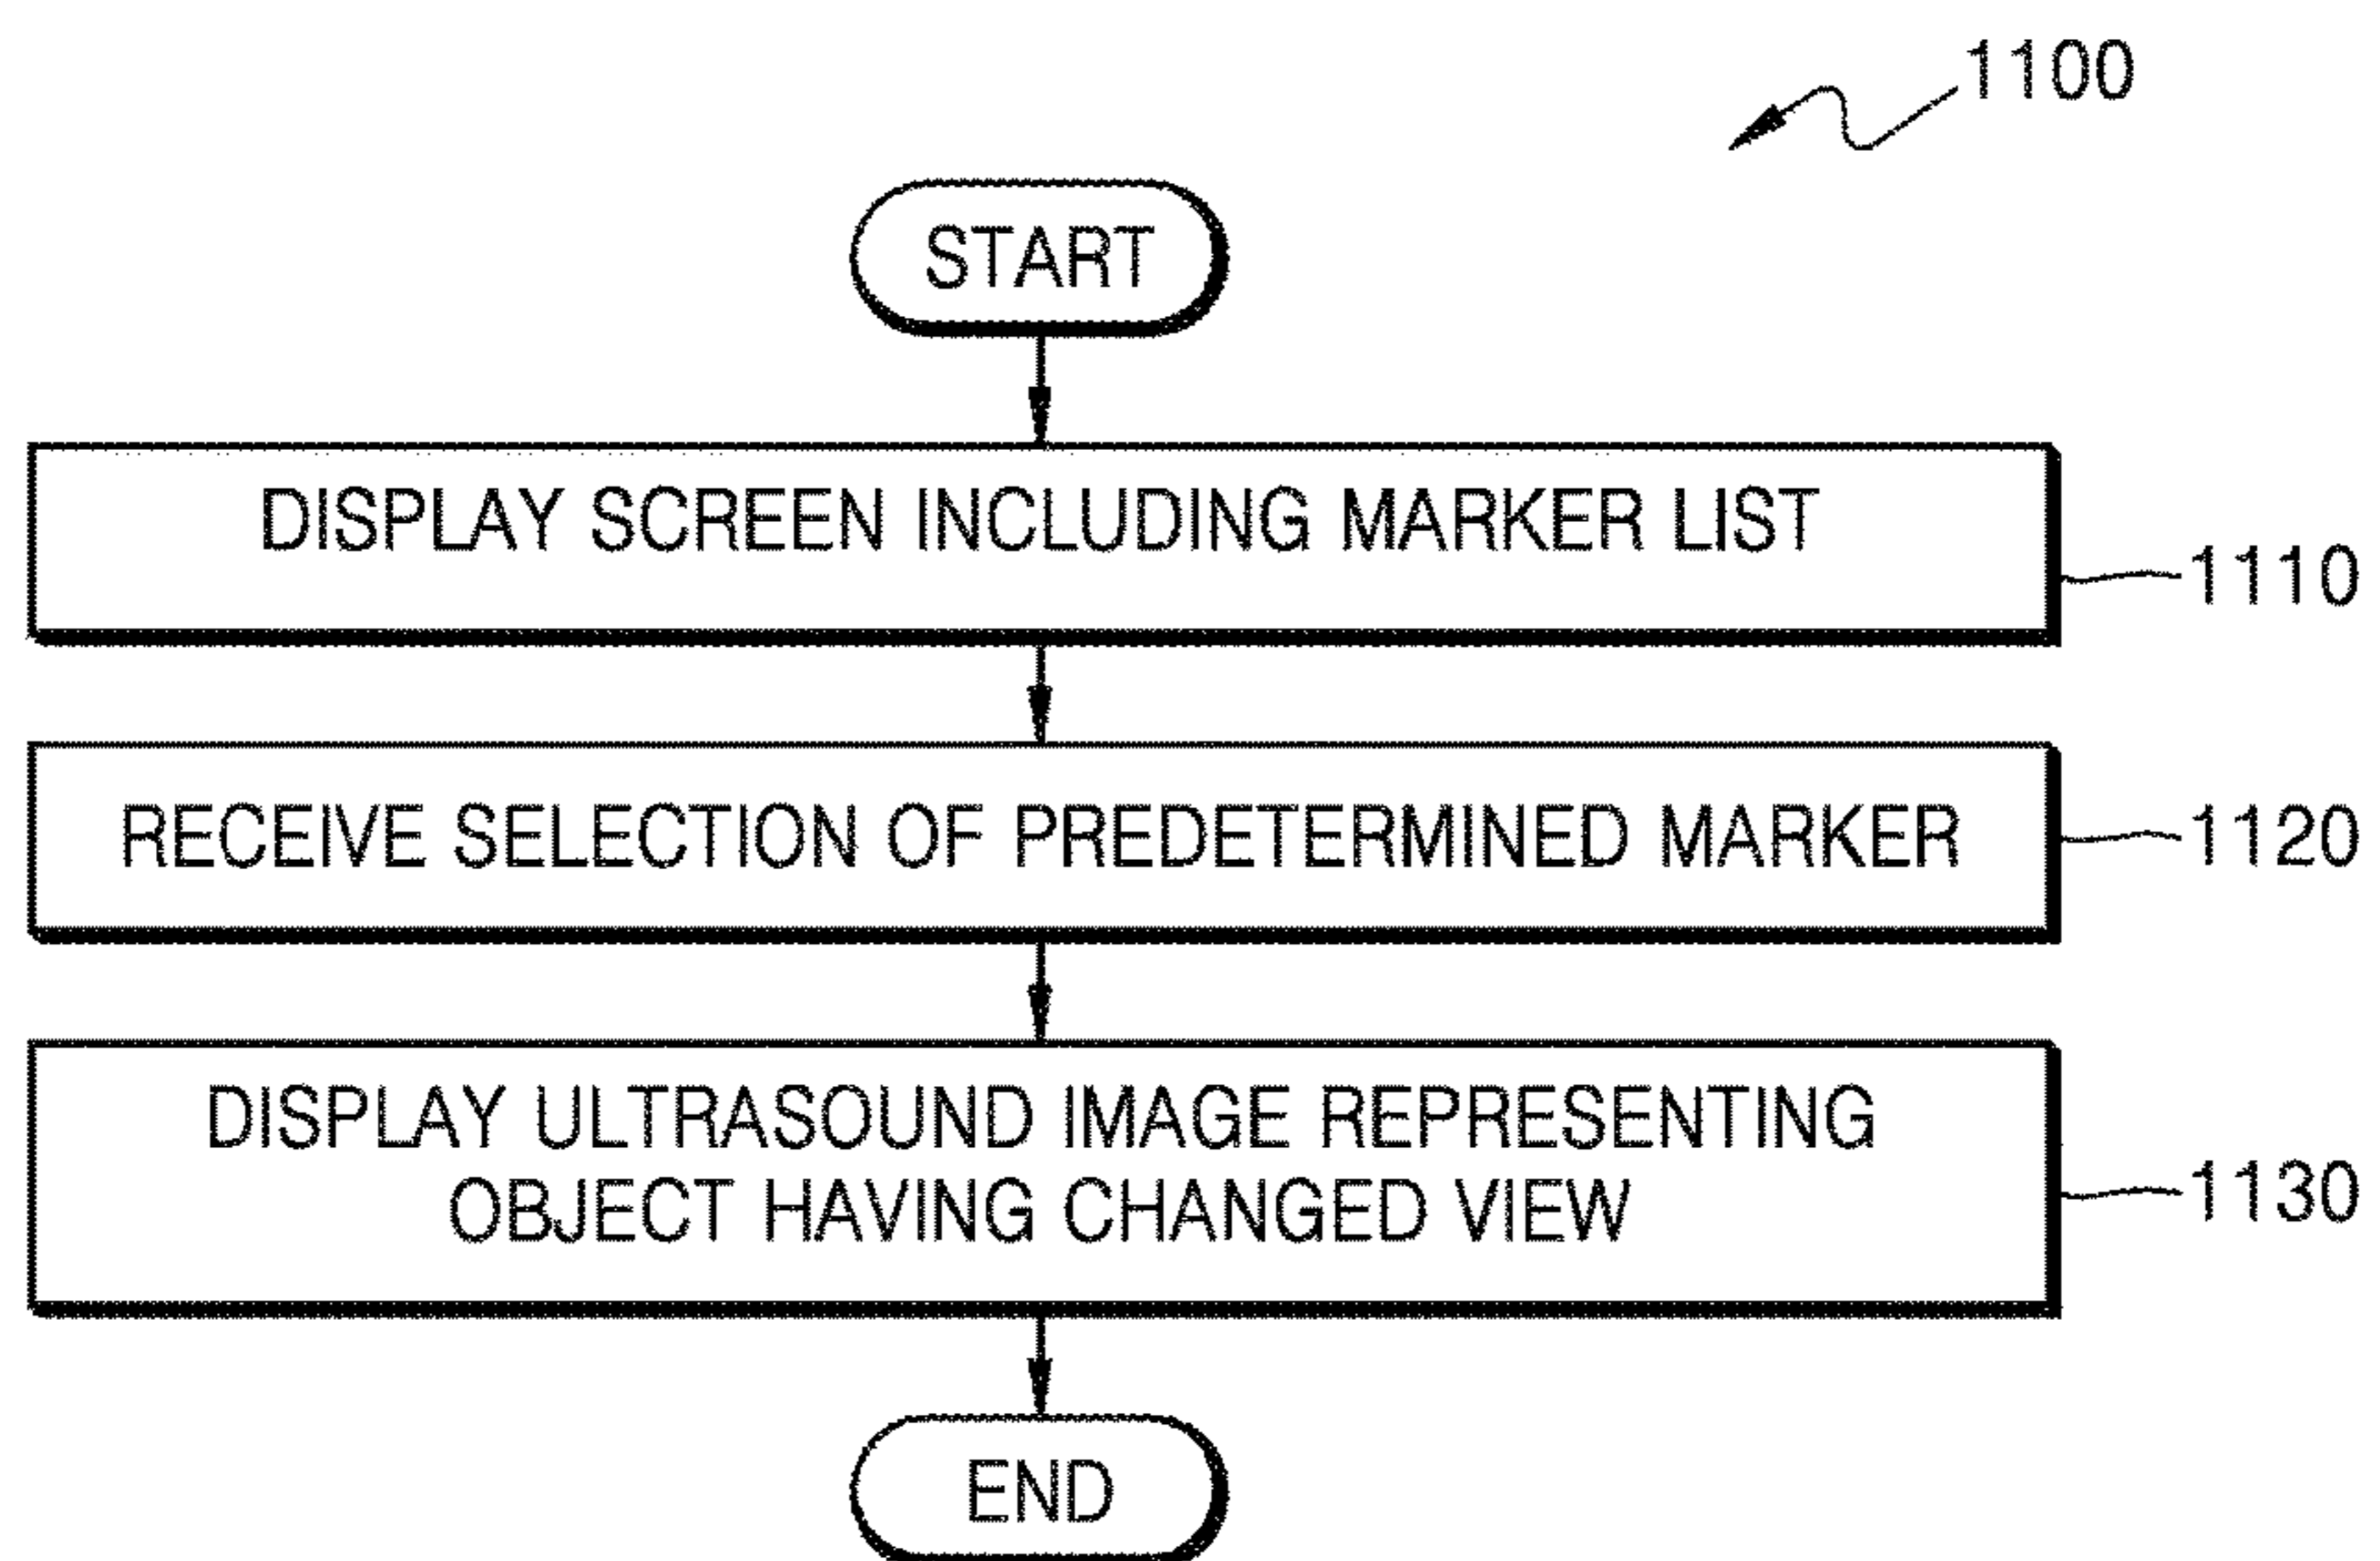 1100
START
DISPLAY SCREEN INCLUDING MARKER LIST
1110
RECEIVE SELECTION OF PREDETERMINED MARKER
1120
DISPLAY ULTRASOUND IMAGE REPRESENTING
OBJECT HAVING CHANGED VIEW
1130
END